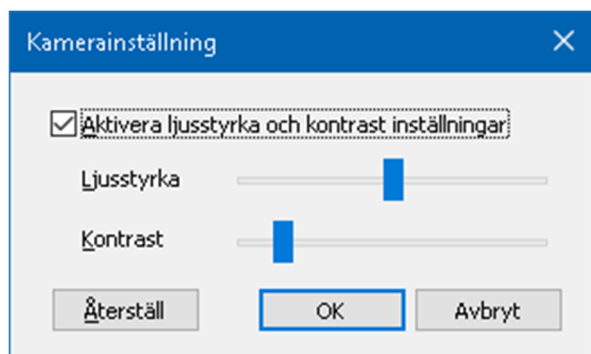 Kamerainställning
Aktivera ljusstyrka och kontrast inställningar
Ljusstyrka
Kontrast
Återställ OK Avbryt